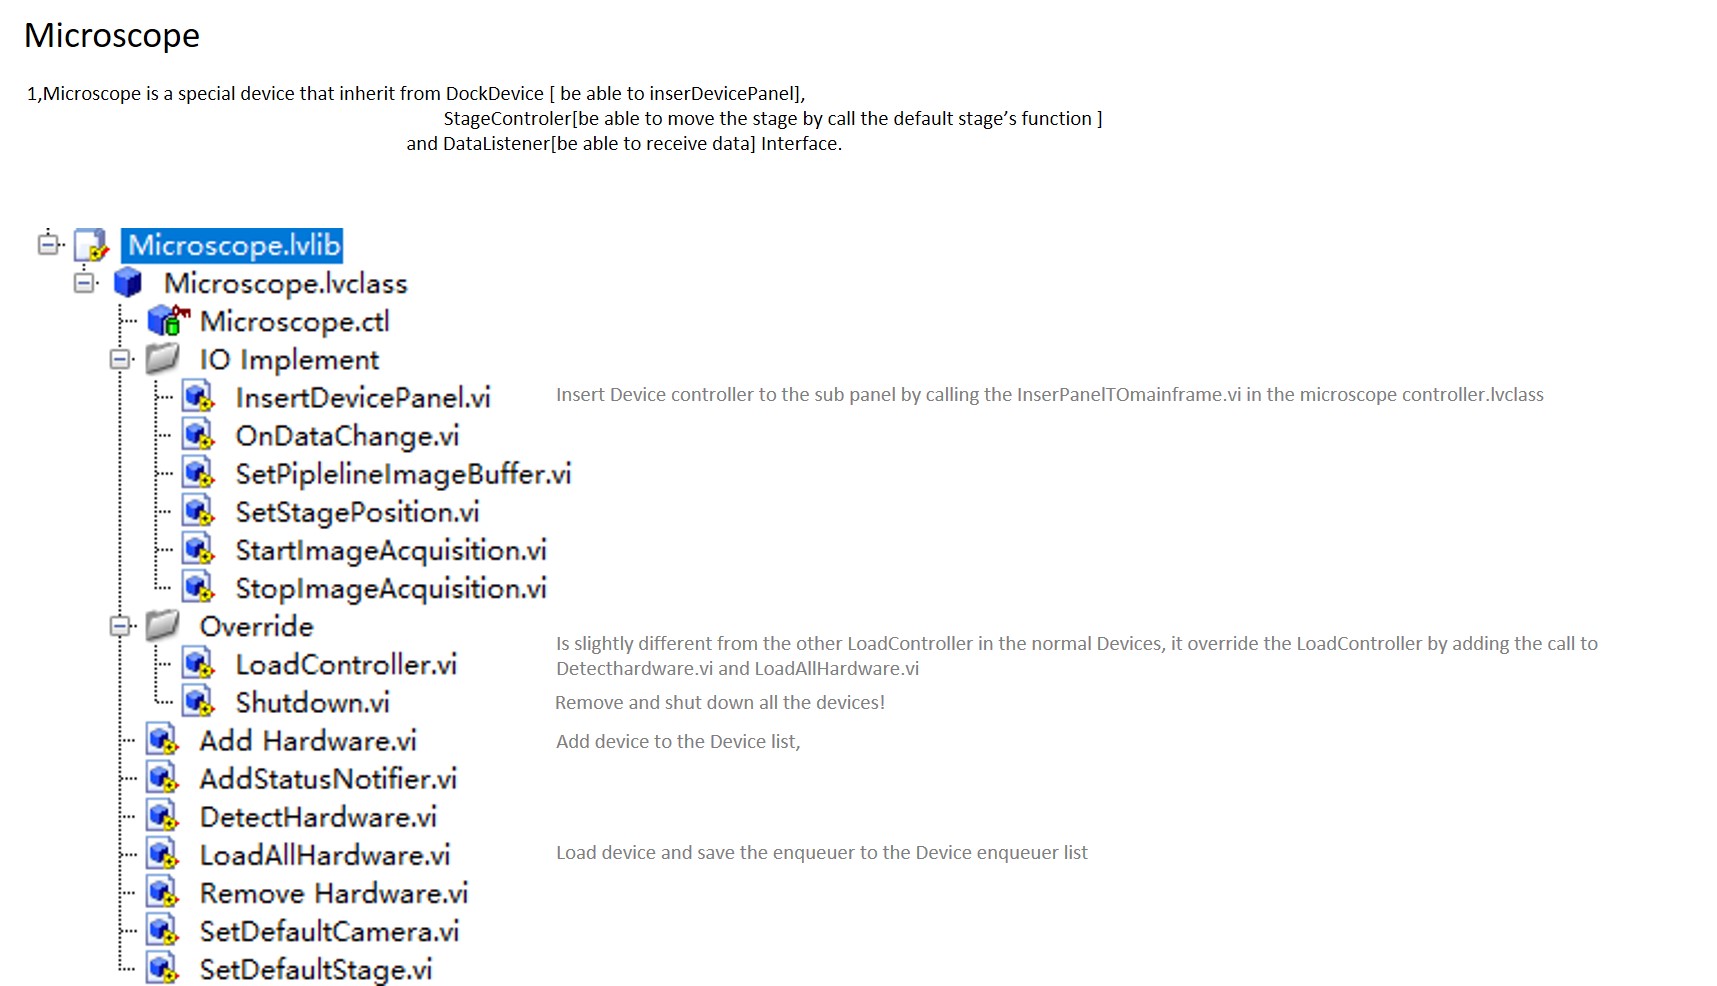 Microscope
1,Microscope is a special device that inherit from DockDevice [ be able to inserDevicePanel],
StageControler[be able to move the stage by call the default stage’s function ]
and DataListener[be able to receive data] Interface.
Microscope.lvlib
Microscope.lvclass
Microscope.ctl
IO Implement
InsertDevicePanel.vi Insert Device controller to the sub panel by calling the InserPanelTOmainframe.vi in the microscope controller.lvclass
OnDataChange.vi
SetPiplelineImageBuffer.vi
SetStagePosition.vi
StartImageAcquisition.vi
StopImageAcquisition.vi
Override
Is slightly different from the other LoadController in the normal Devices, it override the LoadController by adding the call to
LoadController.vi Detecthardware.vi and LoadAllHardware.vi
Shutdown.vi Remove and shut down all the devices!
Add Hardware.vi Add device to the Device list,
AddStatusNotifier.vi
DetectHardware.vi
LoadAllHardware.vi Load device and save the enqueuer to the Device enqueuer list
Remove Hardware.vi
SetDefaultCamera.vi
SetDefaultStage.vi